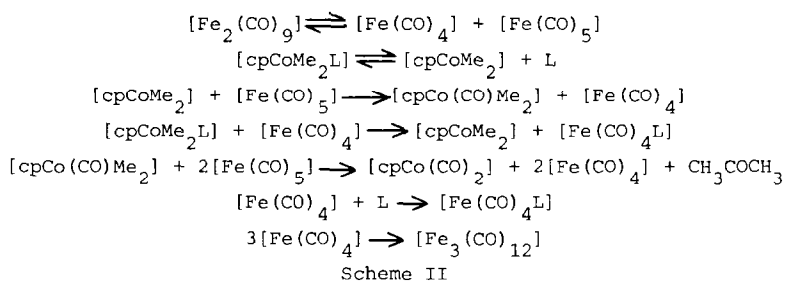 [Fe₂(CO)₉] ⇌ [Fe(CO)₄] + [Fe(CO)₅]
[cpCoMe₂L] ⇌ [cpCoMe₂] + L
[cpCoMe₂] + [Fe(CO)₅] → [cpCo(CO)Me₂] + [Fe(CO)₄]
[cpCoMe₂L] + [Fe(CO)₄] → [cpCoMe₂] + [Fe(CO)₄L]
[cpCo(CO)Me₂] + 2[Fe(CO)₅] → [cpCo(CO)₂] + 2[Fe(CO)₄] + CH₃COCH₃
[Fe(CO)₄] + L → [Fe(CO)₄L]
3[Fe(CO)₄] → [Fe₃(CO)₁₂]
Scheme II